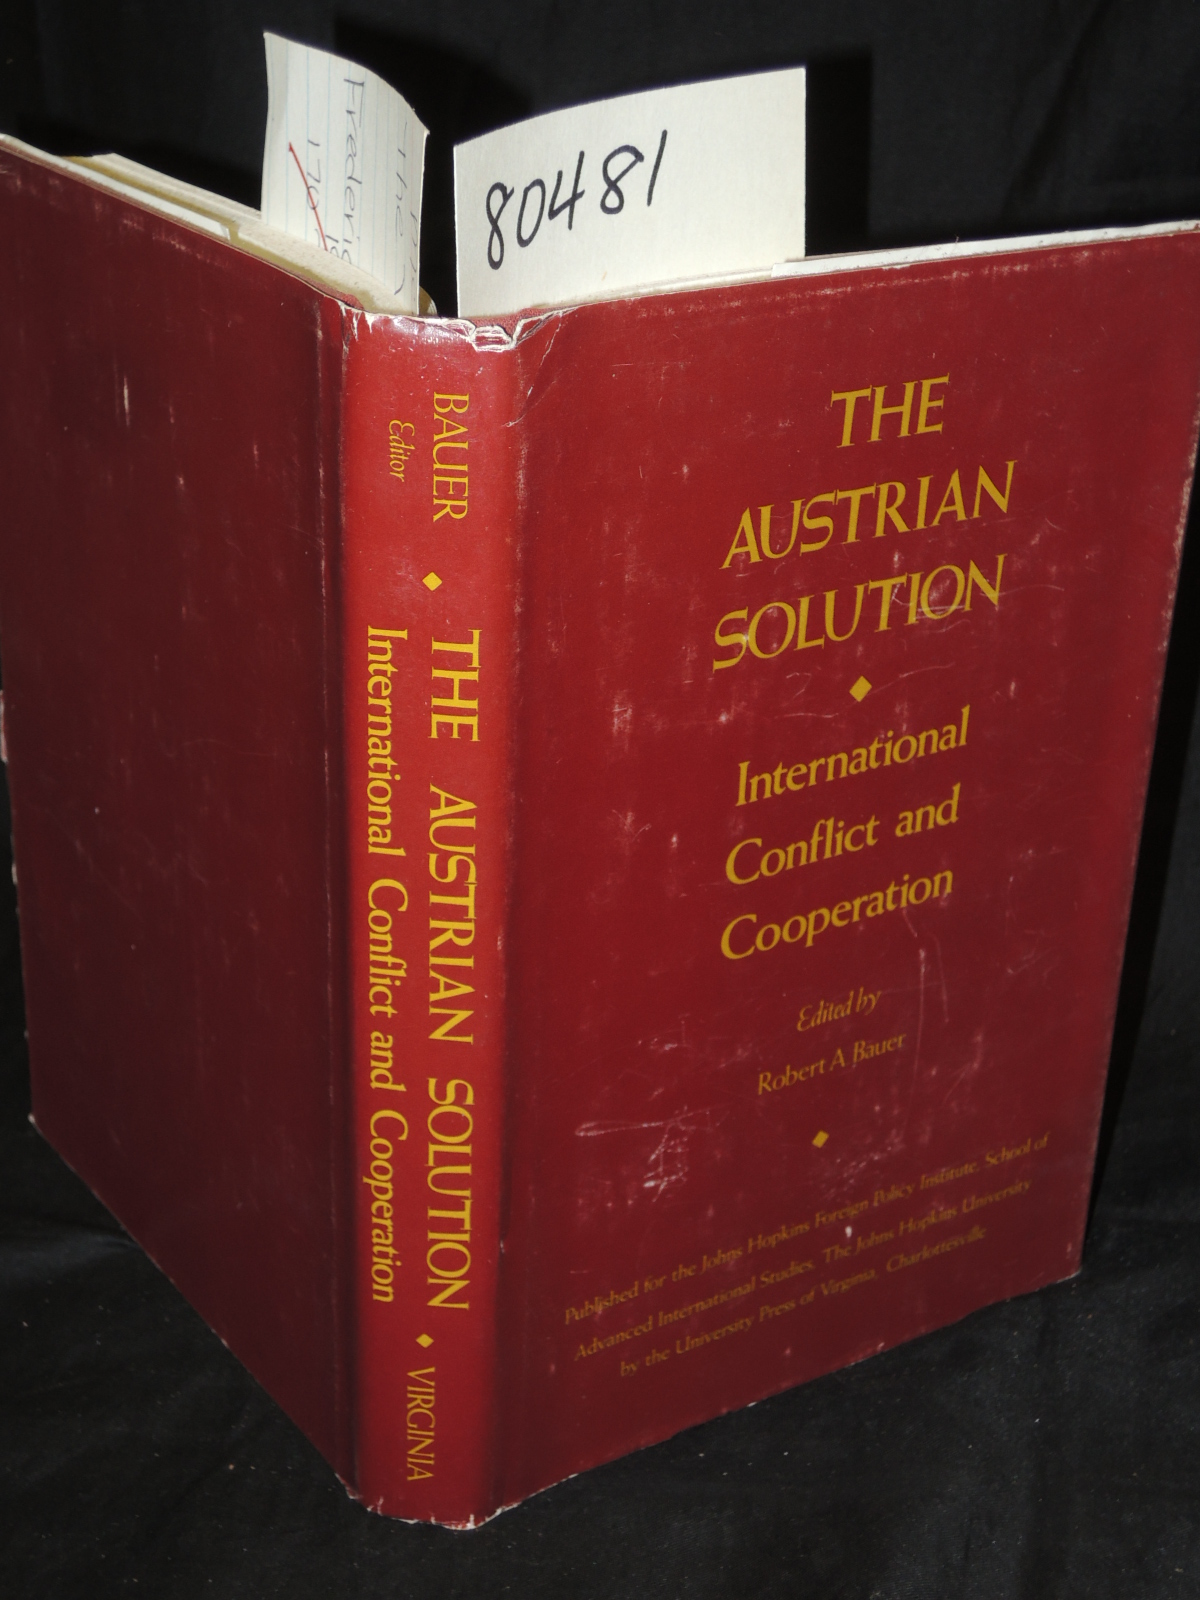 80481
The
Frederic
170
BAUER
Editor
THE AUSTRIAN SOLUTION
International Conflict and Cooperation
VIRGINIA
THE
AUSTRIAN
SOLUTION
International
Conflict and
Cooperation
Edited by
Robert A Bauer
Published for the Johns Hopkins Foreign Policy Institute, School of
Advanced International Studies, The Johns Hopkins University
by the University Press of Virginia, Charlottesville